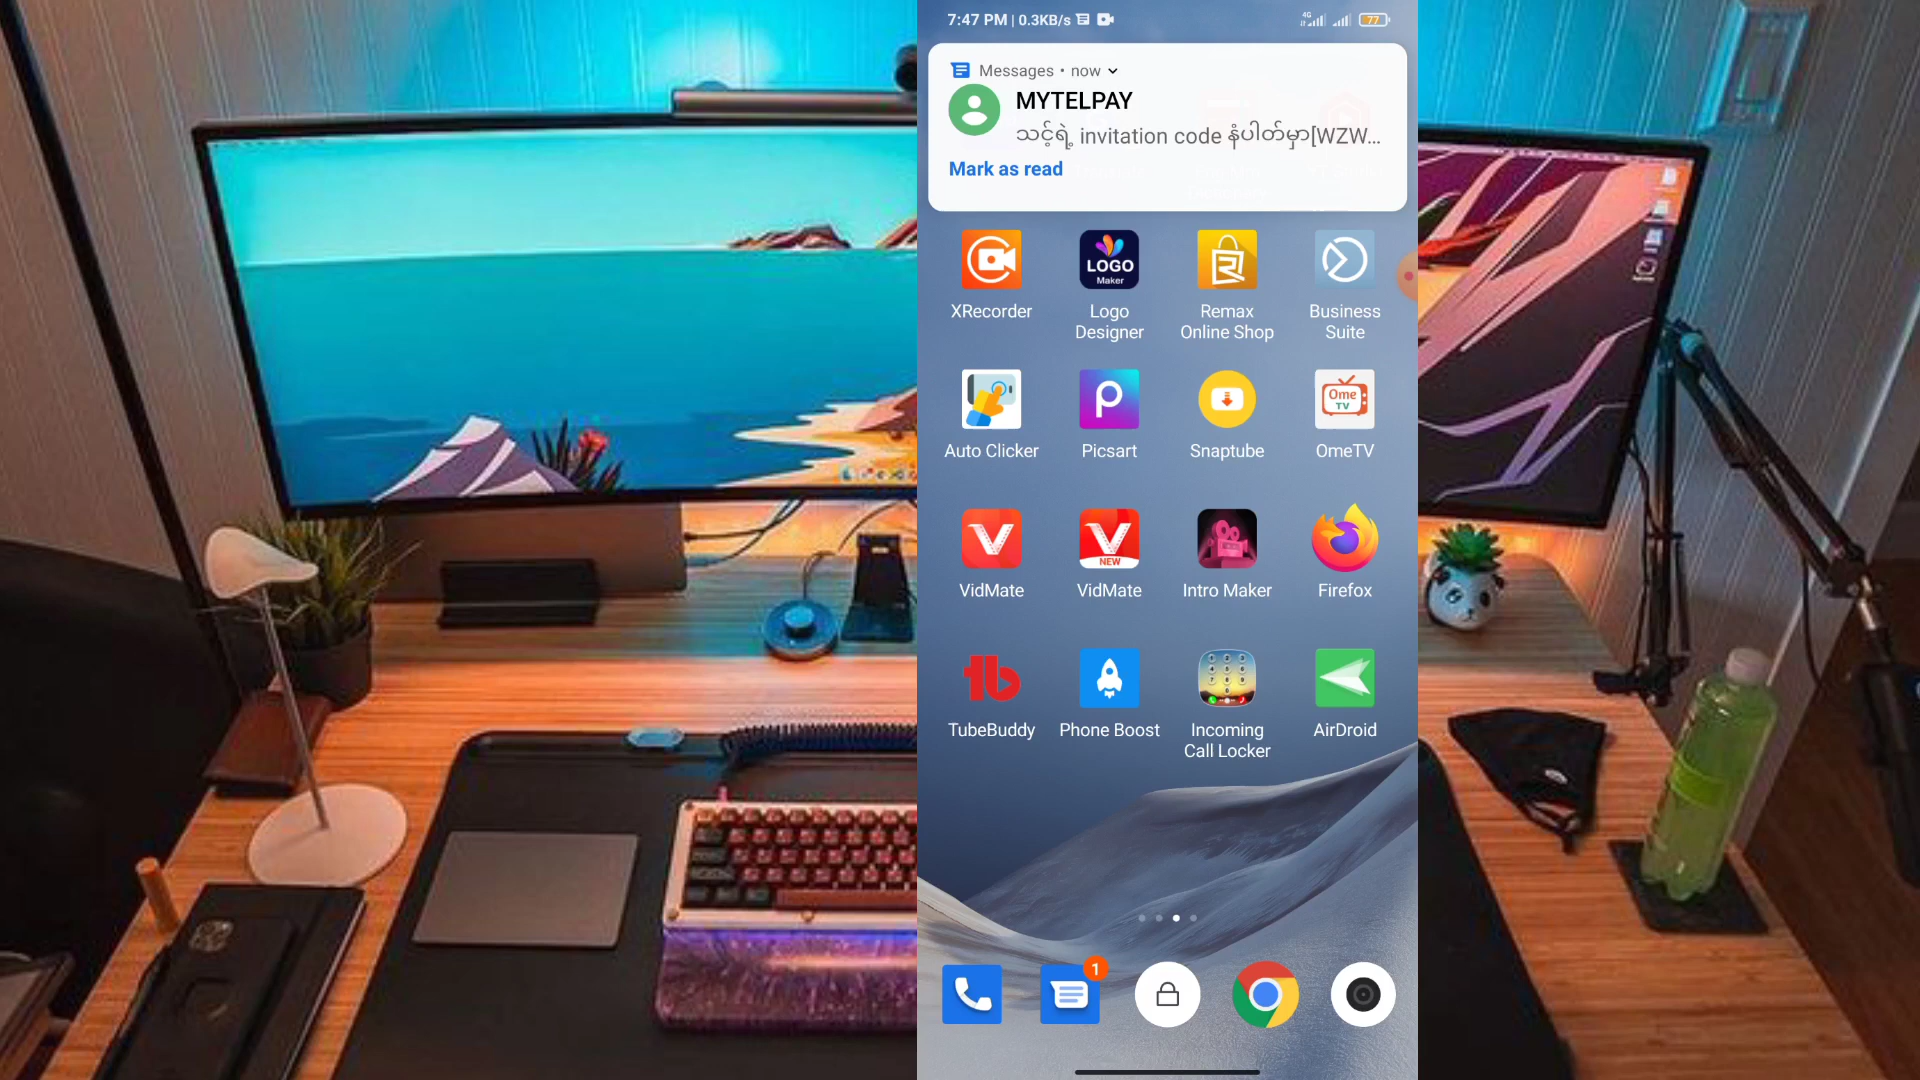 7:47 PM | 0.3KB/s
4G
77
Messages • now
MYTELPAY
သင့်ရဲ့ invitation code နံပါတ်မှာ[WZW...
Mark as read
LOGO
Maker
Ome
TV
NEW
XRecorder
Logo
Designer
Remax
Online Shop
Business
Suite
Auto Clicker
Picsart
Snaptube
OmeTV
VidMate
VidMate
Intro Maker
Firefox
TubeBuddy
Phone Boost
Incoming
Call Locker
AirDroid
1